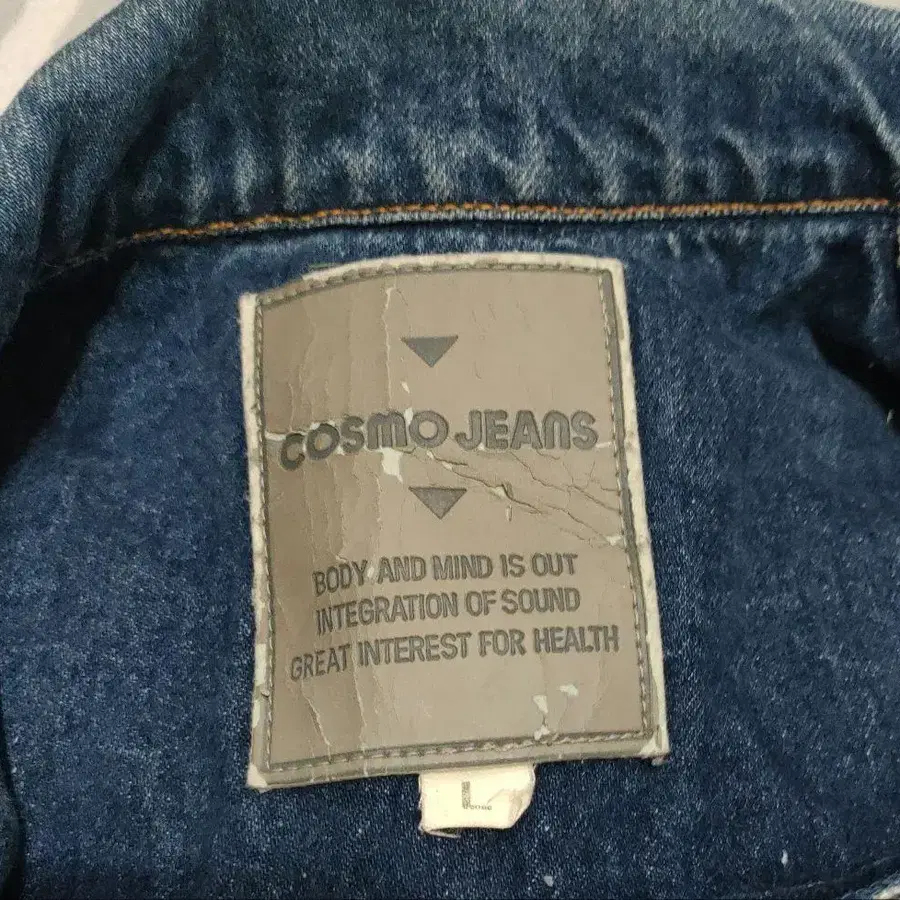 COSMO JEANS
BODY AND MIND IS OUT
INTEGRATION OF SOUND
GREAT INTEREST FOR HEALTH
L